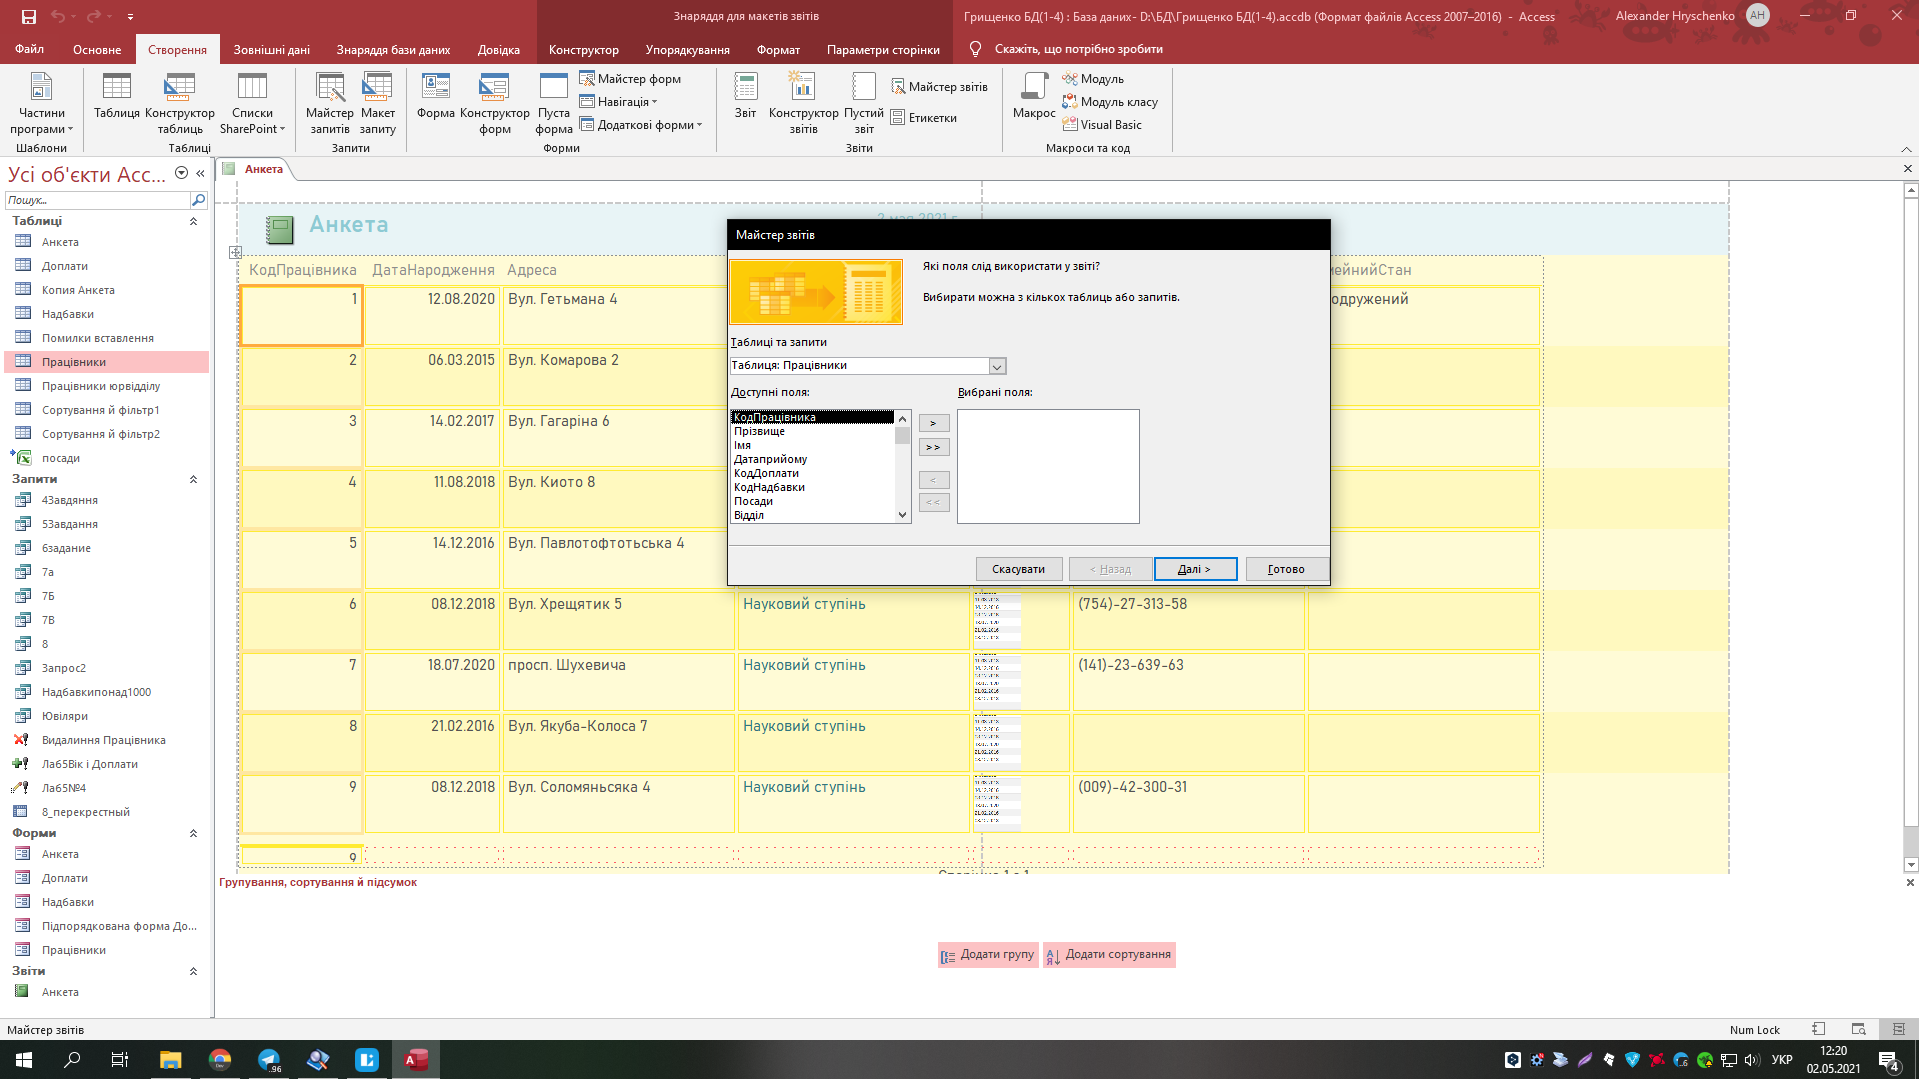 Знаряддя для макетів звітів
Грищенко БД(1-4) : База даних- D:\БД\Грищенко БД(1-4).accdb (Формат файлів Access 2007–2016) - Access
Alexander Hryschenko
AH
Файл
Основне
Створення
Зовнішні дані
Знаряддя бази даних
Довідка
Конструктор
Упорядкування
Формат
Параметри сторінки
Скажіть, що потрібно зробити
Частини програми
Таблиця
Конструктор таблиць
Списки SharePoint
Майстер запитів
Макет запиту
Форма
Конструктор форм
Пуста форма
Майстер форм
Навігація
Додаткові форми
Звіт
Конструктор звітів
Пустий звіт
Майстер звітів
Етикетки
Макрос
Модуль
Модуль класу
Visual Basic
Шаблони
Таблиці
Запити
Форми
Звіти
Макроси та код
Усі об'єкти Acc...
Пошук...
Таблиці
Анкета
Доплати
Копия Анкета
Надбавки
Помилки вставлення
Працівники
Працівники юрвідділу
Сортування й фільтр1
Сортування й фільтр2
посади
Запити
4Завдяння
5Завдання
6задание
7а
7Б
7В
8
Запрос2
Надбавкипонад1000
Ювіляри
Видалиння Працівника
Лаб5Вік і Доплати
Лаб5№4
8_перекрестный
Форми
Анкета
Доплати
Надбавки
Підпорядкована форма До...
Працівники
Звіти
Анкета
Анкета
Анкета
2 мая 2021 г.
КодПрацівника ДатаНародження Адреса мейнийСтан
1 12.08.2020 Вул. Гетьмана 4 одружений
2 06.03.2015 Вул. Комарова 2
3 14.02.2017 Вул. Гагаріна 6
4 11.08.2018 Вул. Киото 8
5 14.12.2016 Вул. Павлотофтотьська 4
6 08.12.2018 Вул. Хрещятик 5 Науковий ступінь (754)-27-313-58
7 18.07.2020 просп. Шухевича Науковий ступінь (141)-23-639-63
8 21.02.2016 Вул. Якуба-Колоса 7 Науковий ступінь
9 08.12.2018 Вул. Соломяньсяка 4 Науковий ступінь (009)-42-300-31
9
Майстер звітів
Які поля слід використати у звіті?
Вибирати можна з кількох таблиць або запитів.
Таблиці та запити
Таблиця: Працівники
Доступні поля:
Вибрані поля:
КодПрацівника
Прізвище
Імя
Датаприйому
КодДоплати
КодНадбавки
Посади
Відділ
>
>>
<
<<
Скасувати
< Назад
Далі >
Готово
Групування, сортування й підсумок
Додати групу
Додати сортування
Майстер звітів
Num Lock
УКР
12:20
02.05.2021
4